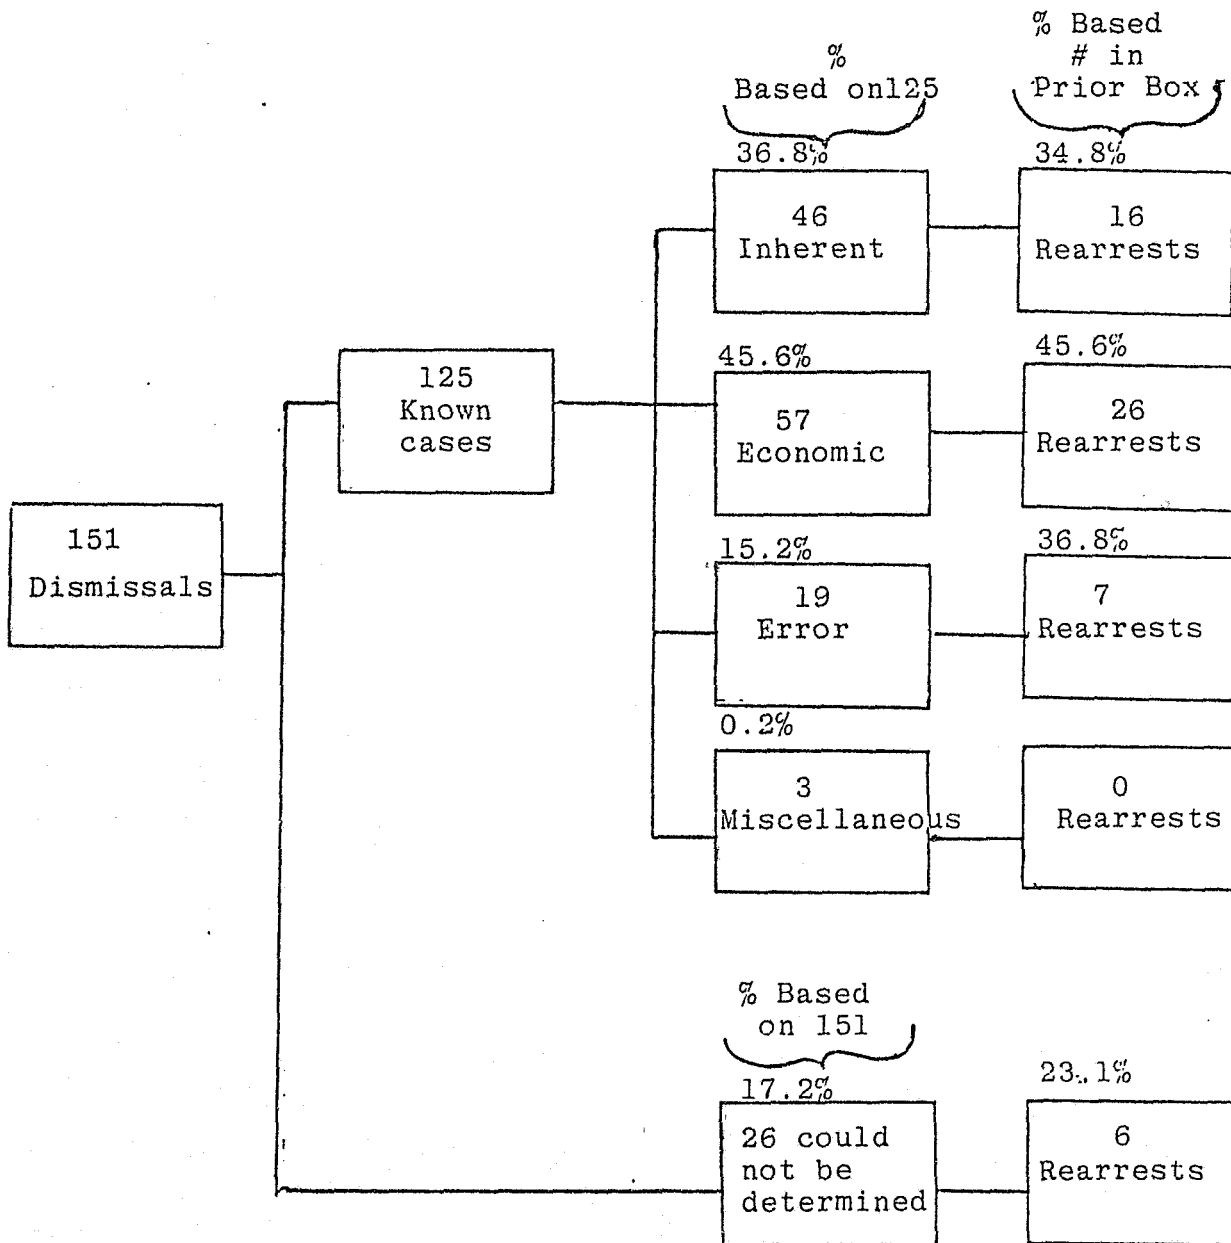 %
Based on125
% Based
# in
Prior Box
36.8%
46
Inherent
34.8%
16
Rearrests
125
Known
cases
45.6%
57
Economic
45.6%
26
Rearrests
151
Dismissals
15.2%
19
Error
36.8%
7
Rearrests
0.2%
3
Miscellaneous
0
Rearrests
% Based
on 151
17.2%
26 could
not be
determined
23.1%
6
Rearrests